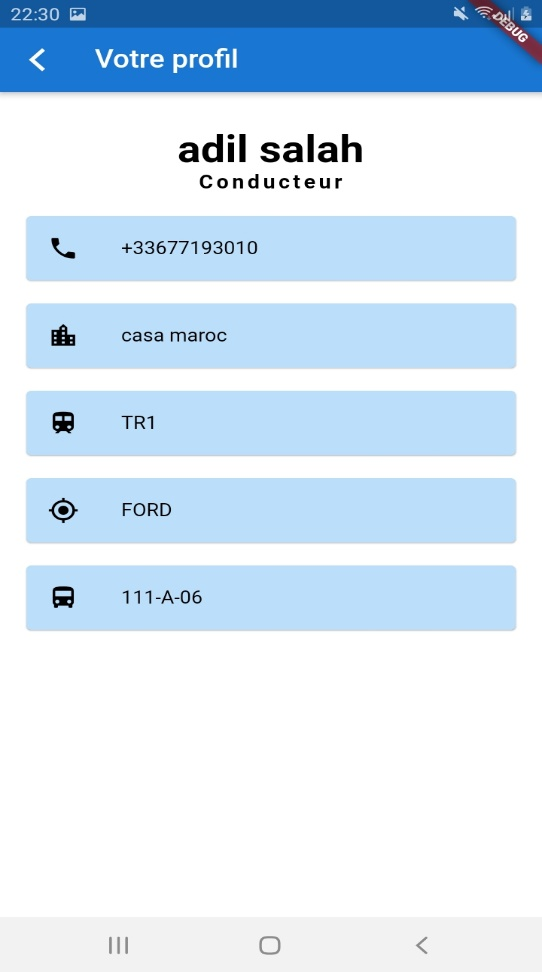 22:30
DEBUG
Votre profil
adil salah
Conducteur
+33677193010
casa maroc
TR1
FORD
111-A-06